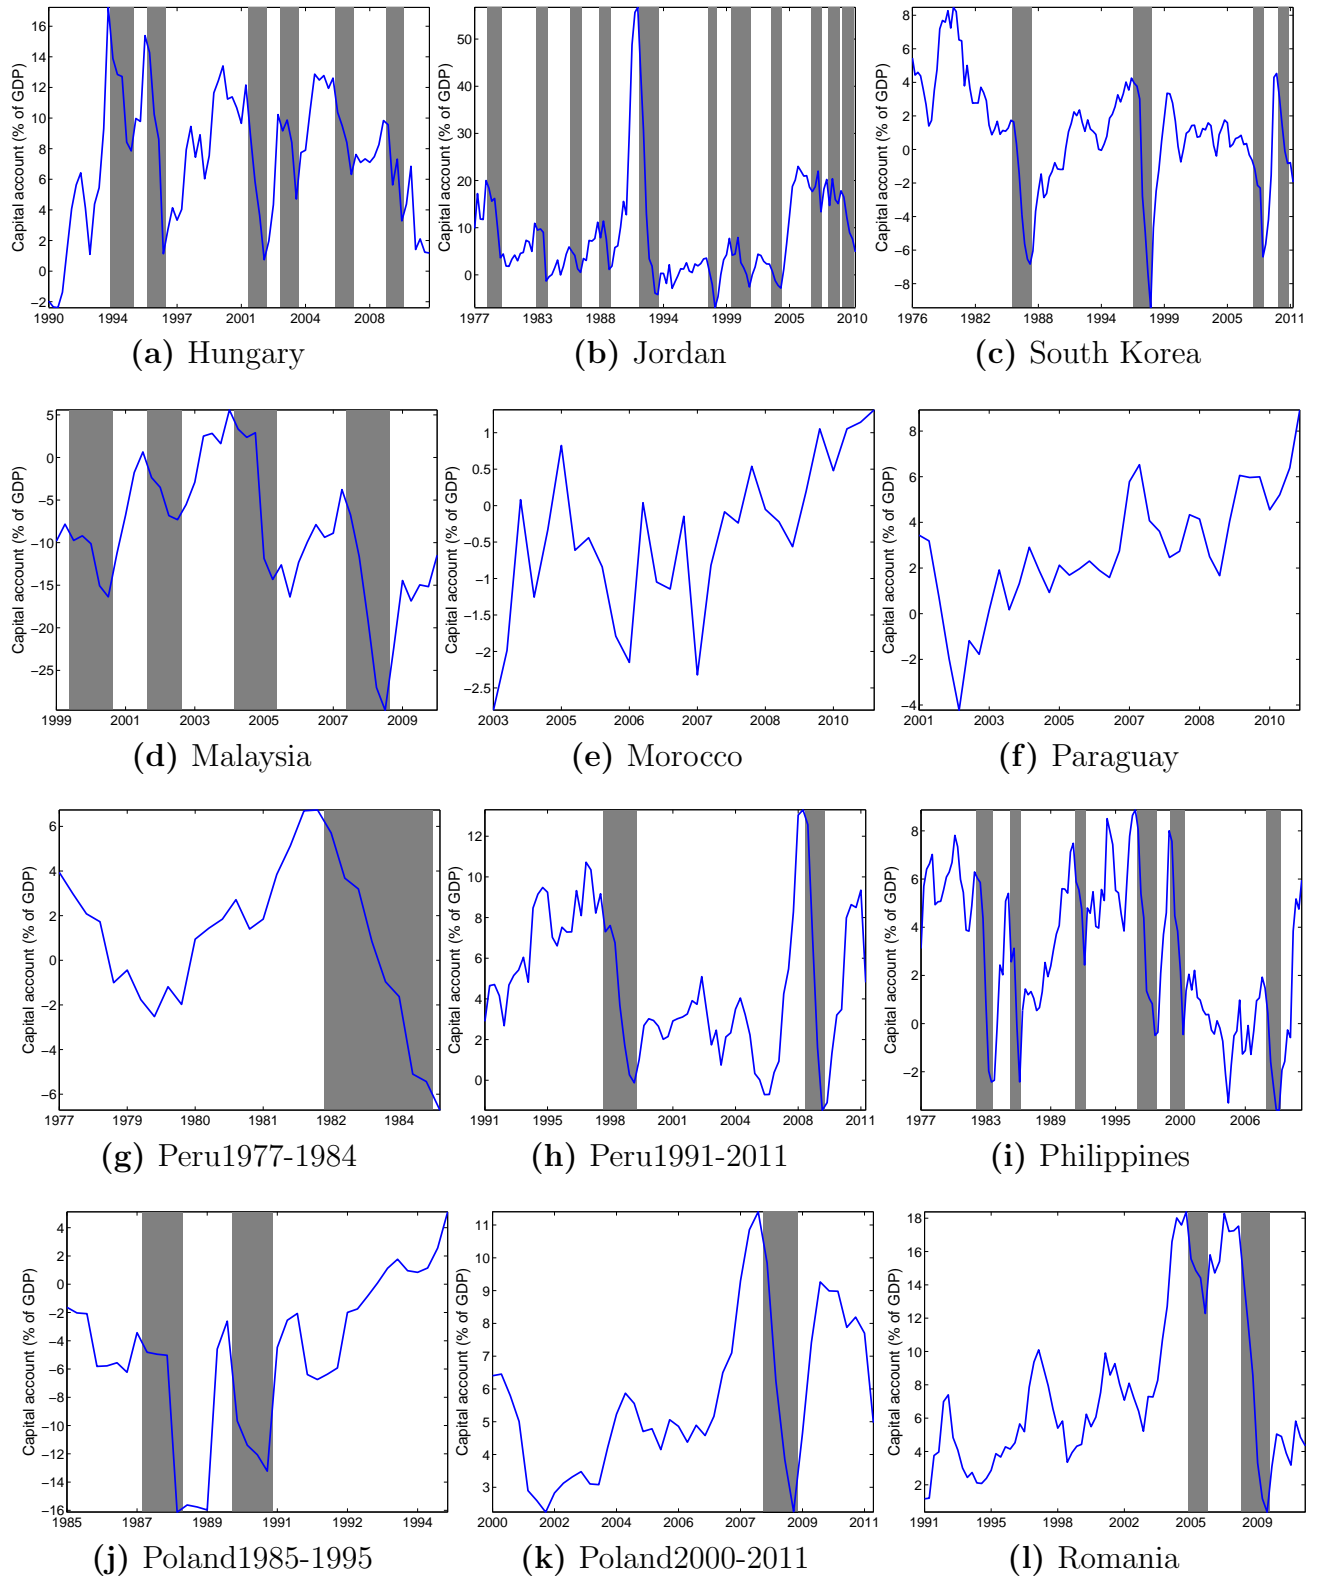 Capital account (% of GDP)
16
14
12
10
8
6
4
2
0
−2
1990 1994 1997 2001 2004 2008
(a) Hungary
Capital account (% of GDP)
50
40
30
20
10
0
1977 1983 1988 1994 1999 2005 2010
(b) Jordan
Capital account (% of GDP)
8
6
4
2
0
−2
−4
−6
−8
1976 1982 1988 1994 1999 2005 2011
(c) South Korea
Capital account (% of GDP)
5
0
−5
−10
−15
−20
−25
1999 2001 2003 2005 2007 2009
(d) Malaysia
Capital account (% of GDP)
1
0.5
0
−0.5
−1
−1.5
−2
−2.5
2003 2005 2006 2007 2008 2010
(e) Morocco
Capital account (% of GDP)
8
6
4
2
0
−2
−4
2001 2003 2005 2007 2008 2010
(f) Paraguay
Capital account (% of GDP)
6
4
2
0
−2
−4
−6
1977 1979 1980 1981 1982 1984
(g) Peru1977-1984
Capital account (% of GDP)
12
10
8
6
4
2
0
1991 1995 1998 2001 2004 2008 2011
(h) Peru1991-2011
Capital account (% of GDP)
8
6
4
2
0
−2
1977 1983 1989 1995 2000 2006
(i) Philippines
Capital account (% of GDP)
4
2
0
−2
−4
−6
−8
−10
−12
−14
−16
1985 1987 1989 1991 1992 1994
(j) Poland1985-1995
Capital account (% of GDP)
11
10
9
8
7
6
5
4
3
2000 2002 2004 2006 2007 2009 2011
(k) Poland2000-2011
Capital account (% of GDP)
18
16
14
12
10
8
6
4
2
1991 1995 1998 2002 2005 2009
(l) Romania